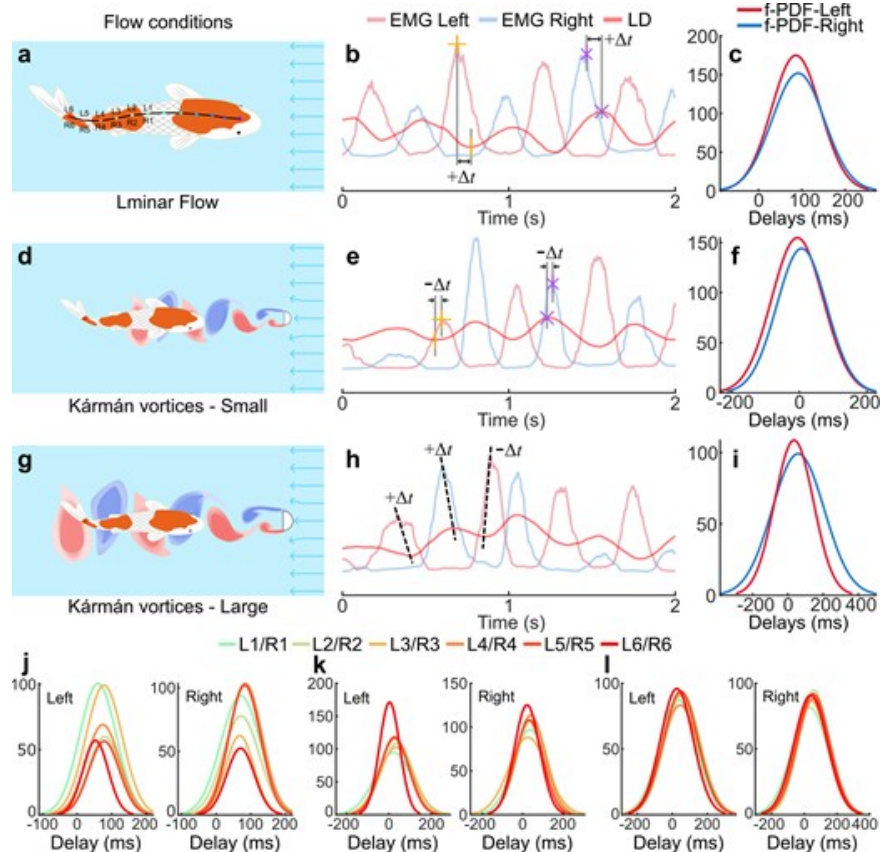 Flow conditions
EMG Left EMG Right LD
f-PDF-Left
f-PDF-Right
a
L6 L5 L4 L3 L2 L1
R6 R5 R4 R3 R2 R1
Lminar Flow
b
+Δt
+Δt
0 1 2
Time (s)
c
200
150
100
50
0
0 100 200
Delays (ms)
d
Kármán vortices - Small
e
-Δt
-Δt
0 1 2
Time (s)
f
150
100
50
0
-200 0 200
Delays (ms)
g
Kármán vortices - Large
h
+Δt
+Δt
-Δt
0 1 2
Time (s)
i
100
50
0
-400 -200 0 200 400
Delays (ms)
L1/R1 L2/R2 L3/R3 L4/R4 L5/R5 L6/R6
j
Left
100
50
0
-100 0 100 200
Delay (ms)
Right
100
50
0
-100 0 100 200
Delay (ms)
k
Left
200
150
100
50
0
-200 0 200
Delay (ms)
Right
150
100
50
0
-200 0 200
Delay (ms)
l
Left
100
50
0
-200 0 200 400
Delay (ms)
Right
100
50
0
-200 0 200 400
Delay (ms)